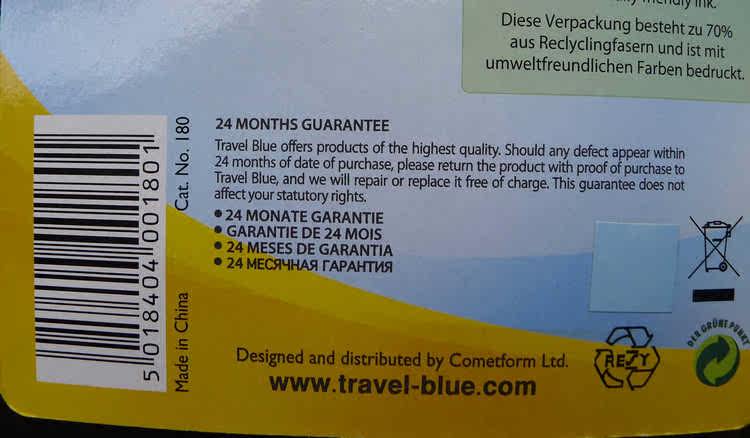 ly friendly ink.
Diese Verpackung besteht zu 70%
aus Reclyclingfasern und ist mit
umweltfreundlichen Farben bedruckt.
24 MONTHS GUARANTEE
Travel Blue offers products of the highest quality. Should any defect appear within
24 months of date of purchase, please return the product with proof of purchase to
Travel Blue, and we will repair or replace it free of charge. This guarantee does not
affect your statutory rights.
• 24 MONATE GARANTIE
• GARANTIE DE 24 MOIS
• 24 MESES DE GARANTIA
• 24 МЕСЯЧНАЯ ГАРАНТИЯ
Cat. No. 180
Made in China
5 018404 001801
Designed and distributed by Cometform Ltd.
www.travel-blue.com
RESY
DER GRÜNE PUNKT